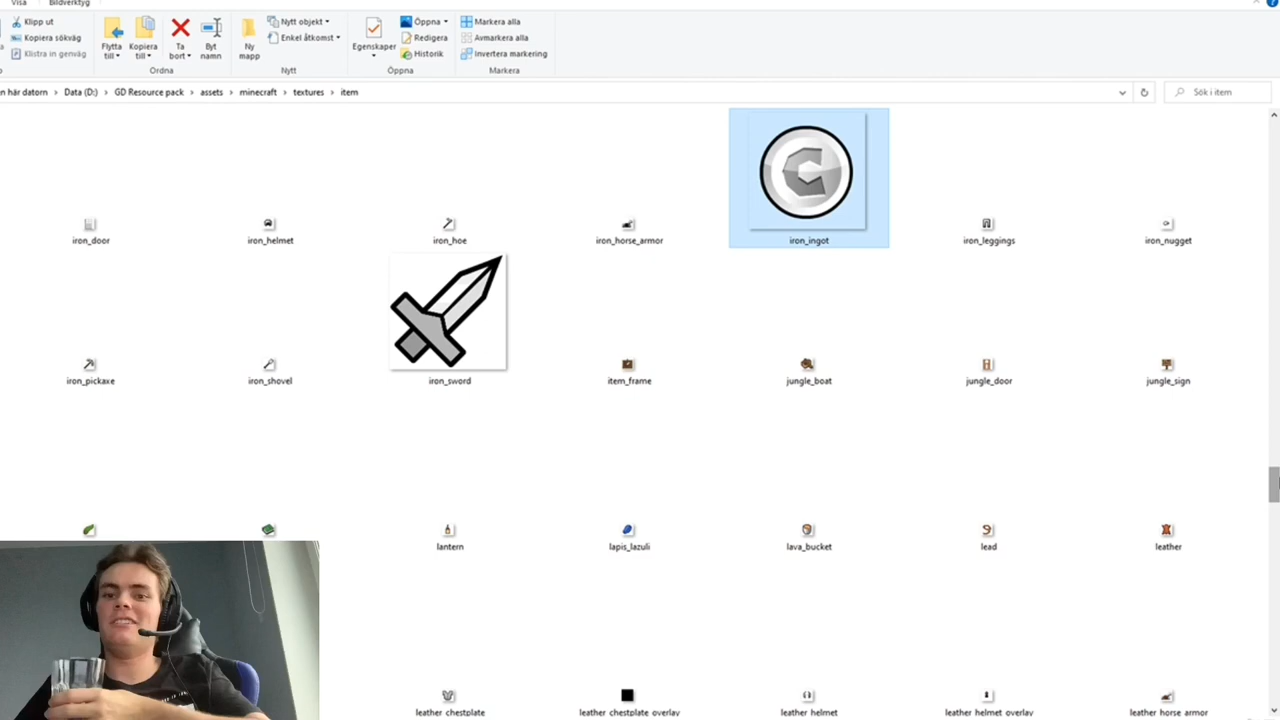 Visa Bildverktyg
Klipp ut
Kopiera sökväg
Klistra in genväg
Flytta till
Kopiera till
Ta bort
Byt namn
Ordna
Ny mapp
Nytt objekt
Enkel åtkomst
Nytt
Egenskaper
Öppna
Redigera
Historik
Öppna
Markera alla
Avmarkera alla
Invertera markering
Markera
en här datorn > Data (D:) > GD Resource pack > assets > minecraft > textures > item
Sök i item
iron_door iron_helmet iron_hoe iron_horse_armor iron_ingot iron_leggings iron_nugget
iron_pickaxe iron_shovel iron_sword item_frame jungle_boat jungle_door jungle_sign
lantern lapis_lazuli lava_bucket lead leather
leather_chestplate leather_chestplate_overlay leather_helmet leather_helmet_overlay leather_horse_armor